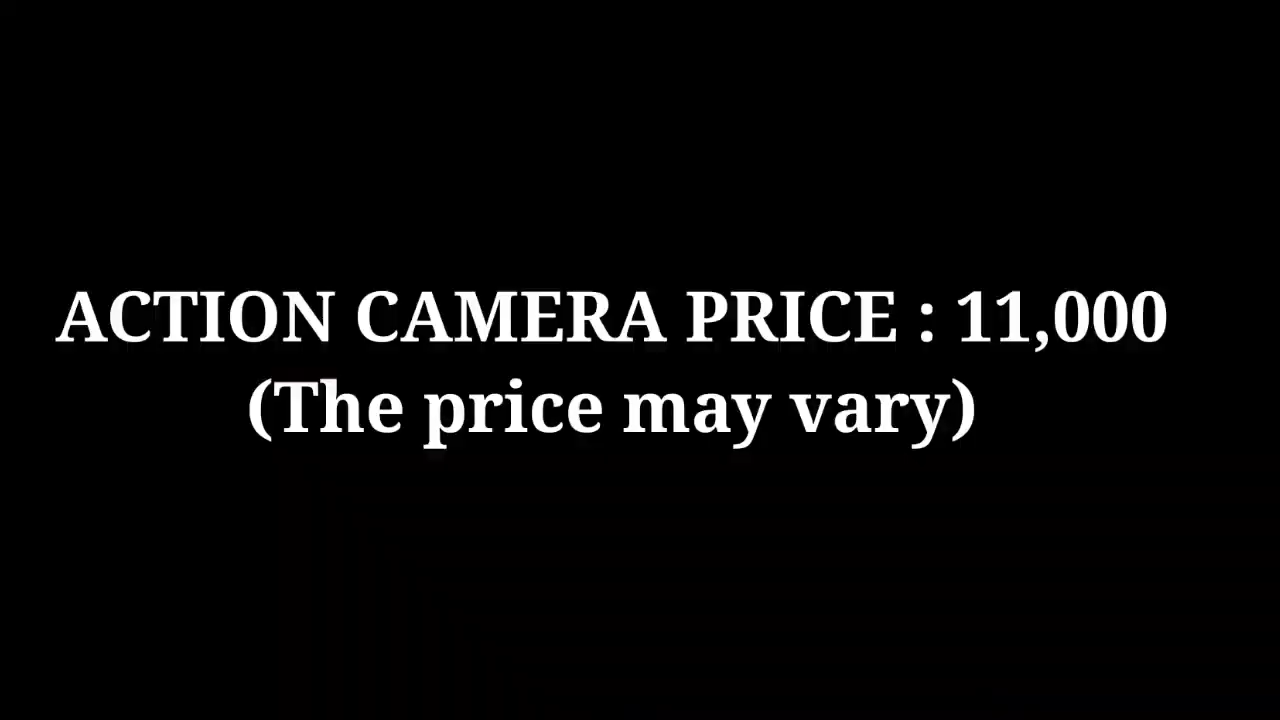 ACTION CAMERA PRICE : 11,000
(The price may vary)